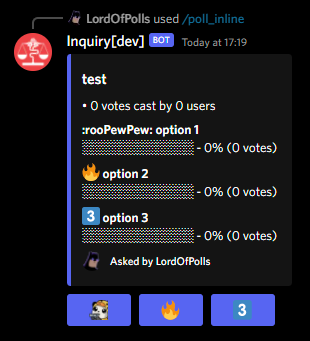 LordOfPolls used /poll_inline
Inquiry[dev] BOT Today at 17:19
test
• 0 votes cast by 0 users
:rooPewPew: option 1
░░░░░░░░░░░░░░░░ - 0% (0 votes)
🔥 option 2
░░░░░░░░░░░░░░░░ - 0% (0 votes)
3 option 3
░░░░░░░░░░░░░░░░ - 0% (0 votes)
Asked by LordOfPolls
3